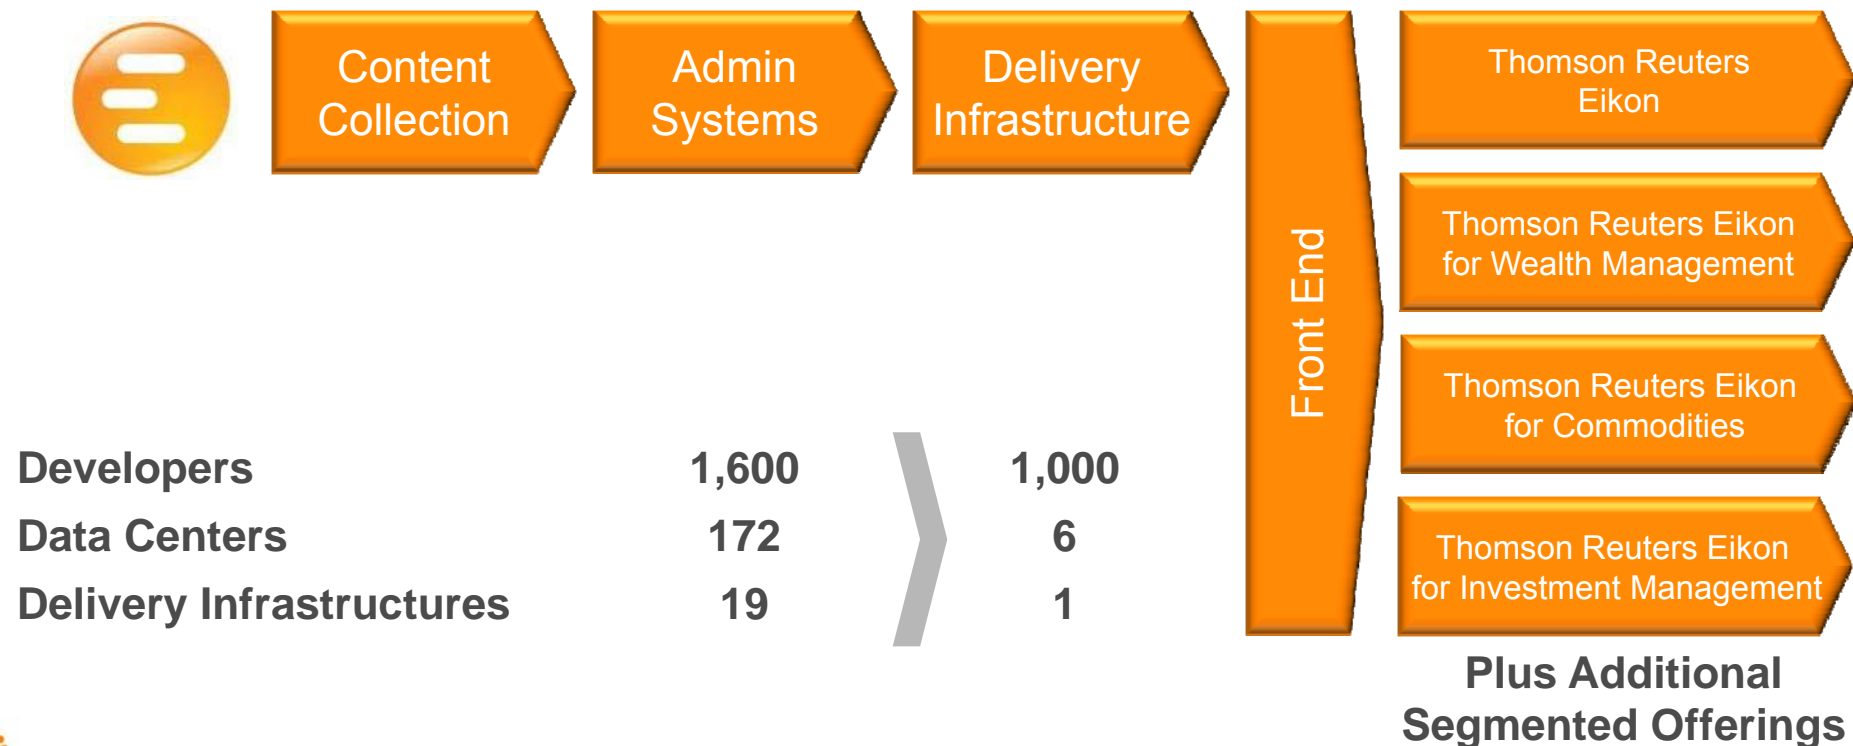 Content
Collection
Admin
Systems
Delivery
Infrastructure
Front End
Thomson Reuters
Eikon
Thomson Reuters Eikon
for Wealth Management
Thomson Reuters Eikon
for Commodities
Thomson Reuters Eikon
for Investment Management
Plus Additional
Segmented Offerings
Developers 1,600 1,000
Data Centers 172 6
Delivery Infrastructures 19 1